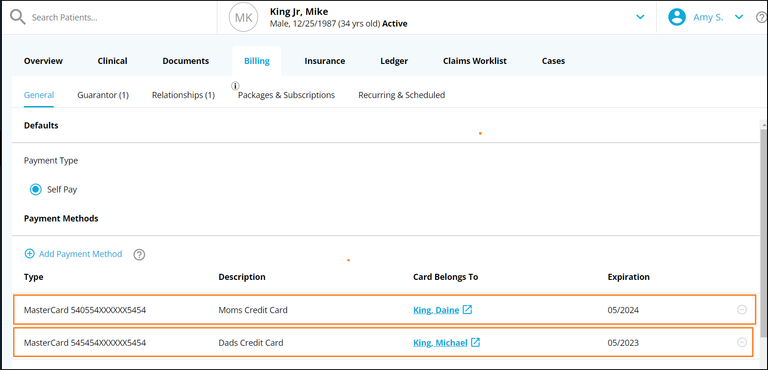 Search Patients...
MK
King Jr, Mike
Male, 12/25/1987 (34 yrs old) Active
Amy S.
Overview Clinical Documents Billing Insurance Ledger Claims Worklist Cases
General Guarantor (1) Relationships (1) Packages & Subscriptions Recurring & Scheduled
Defaults
Payment Type
Self Pay
Payment Methods
Add Payment Method
Type Description Card Belongs To Expiration
MasterCard 540554XXXXXX5454 Moms Credit Card King, Daine 05/2024
MasterCard 545454XXXXXX5454 Dads Credit Card King, Michael 05/2023